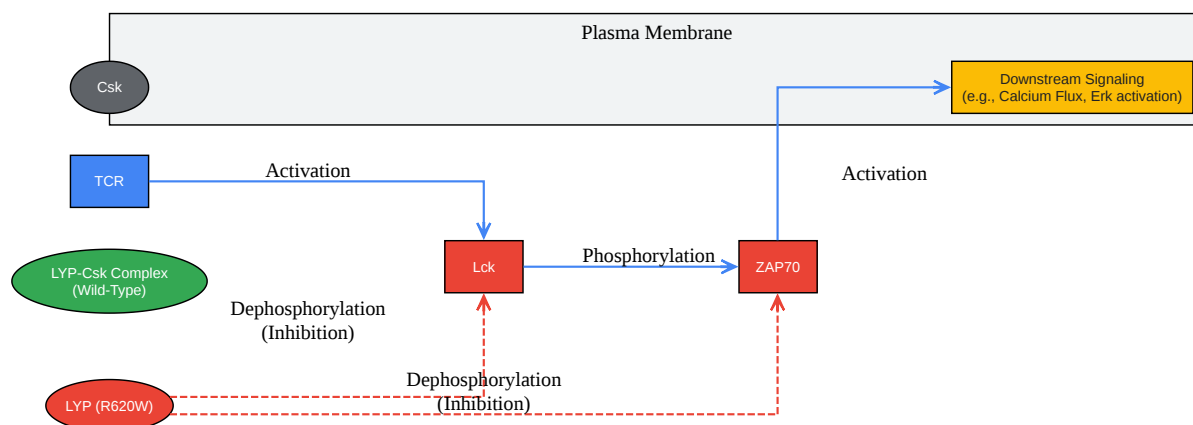 Plasma Membrane
Csk
Downstream Signaling
(e.g., Calcium Flux, Erk activation)
TCR
Activation
Activation
Lck
Phosphorylation
ZAP70
LYP-Csk Complex
(Wild-Type)
Dephosphorylation
(Inhibition)
LYP (R620W)
Dephosphorylation
(Inhibition)